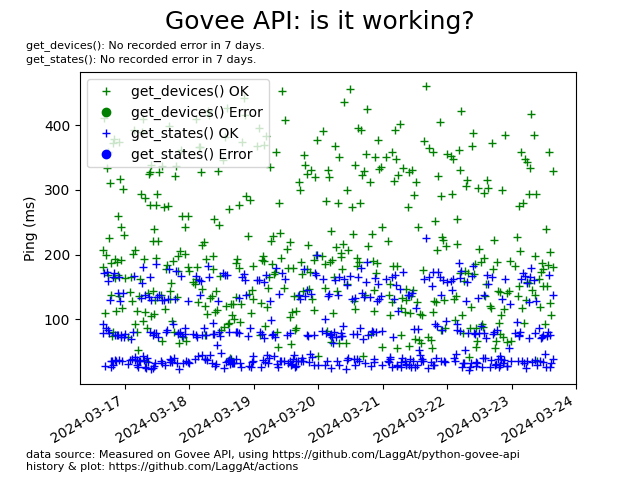 Govee API: is it working?
get_devices(): No recorded error in 7 days.
get_states(): No recorded error in 7 days.
get_devices() OK
get_devices() Error
get_states() OK
get_states() Error
Ping (ms)
400
300
200
100
2024-03-17
2024-03-18
2024-03-19
2024-03-20
2024-03-21
2024-03-22
2024-03-23
2024-03-24
data source: Measured on Govee API, using https://github.com/LaggAt/python-govee-api
history & plot: https://github.com/LaggAt/actions